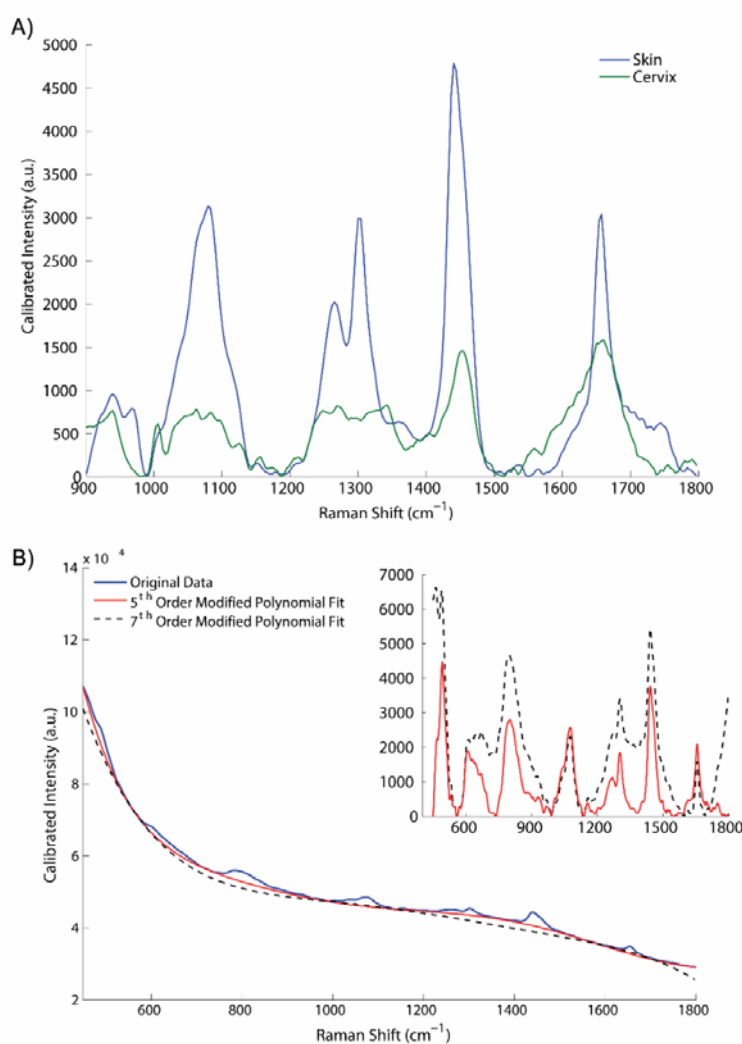 A)
5000
4500
4000
3500
3000
2500
2000
1500
1000
500
0
Calibrated Intensity (a.u.)
Skin
Cervix
900 1000 1100 1200 1300 1400 1500 1600 1700 1800
Raman Shift (cm⁻¹)
B)
x 10 ⁴
14
12
10
8
6
4
2
Calibrated Intensity (a.u.)
Original Data
5ᵗʰ Order Modified Polynomial Fit
7ᵗʰ Order Modified Polynomial Fit
7000
6000
5000
4000
3000
2000
1000
0
600 900 1200 1500 1800
600 800 1000 1200 1400 1600 1800
Raman Shift (cm⁻¹)